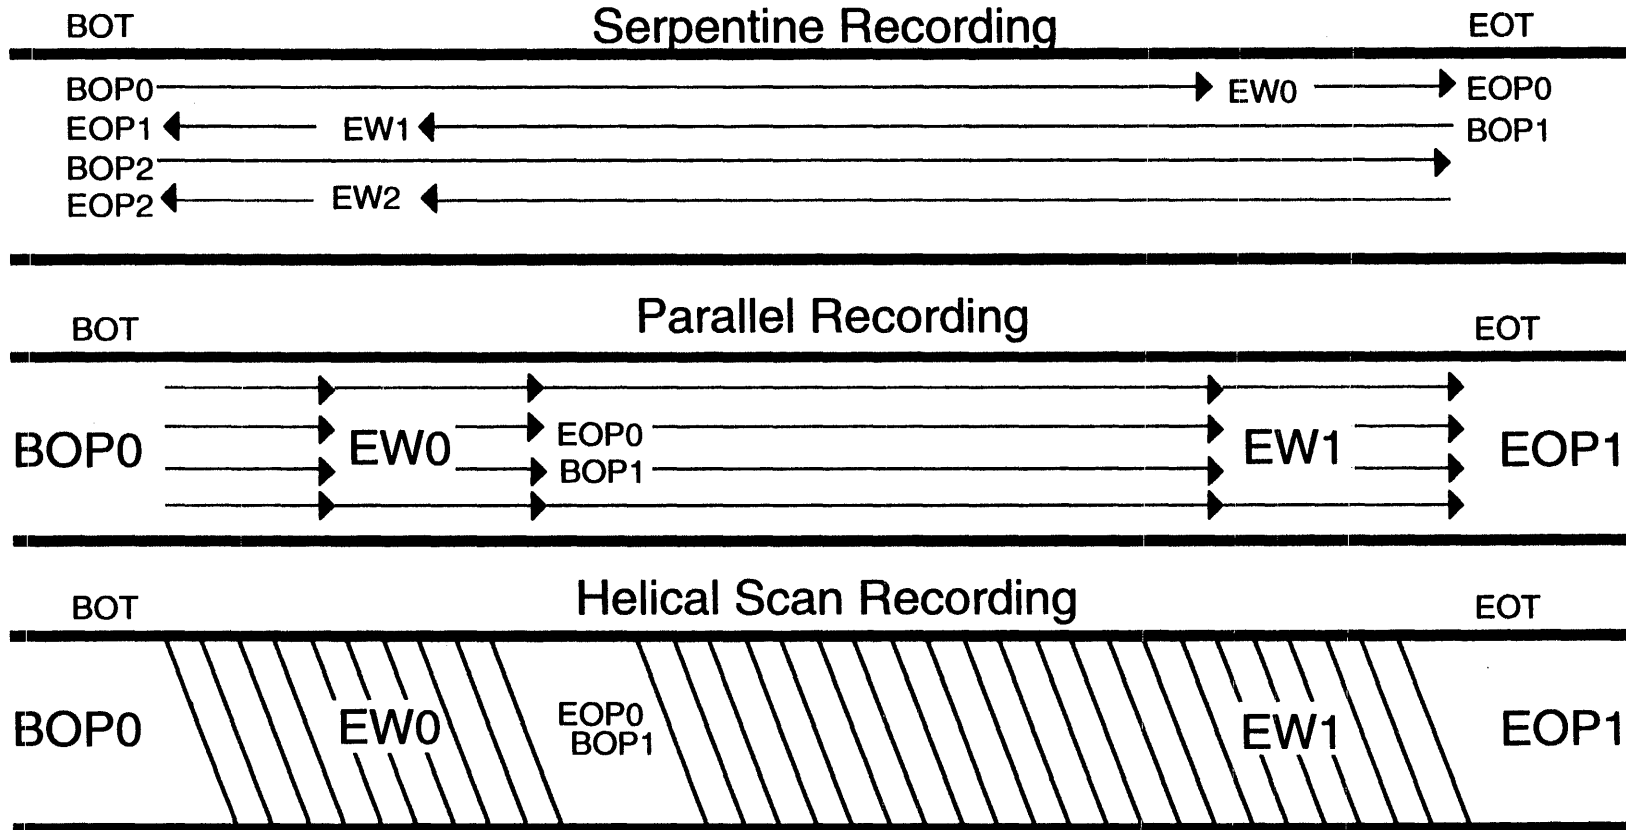 BOT Serpentine Recording EOT
BOP0 EW0 EOP0
EOP1 EW1 BOP1
BOP2
EOP2 EW2
BOT Parallel Recording EOT
BOP0 EW0 EOP0 EW1 EOP1
BOP1
BOT Helical Scan Recording EOT
BOP0 EW0 EOP0 EW1 EOP1
BOP1